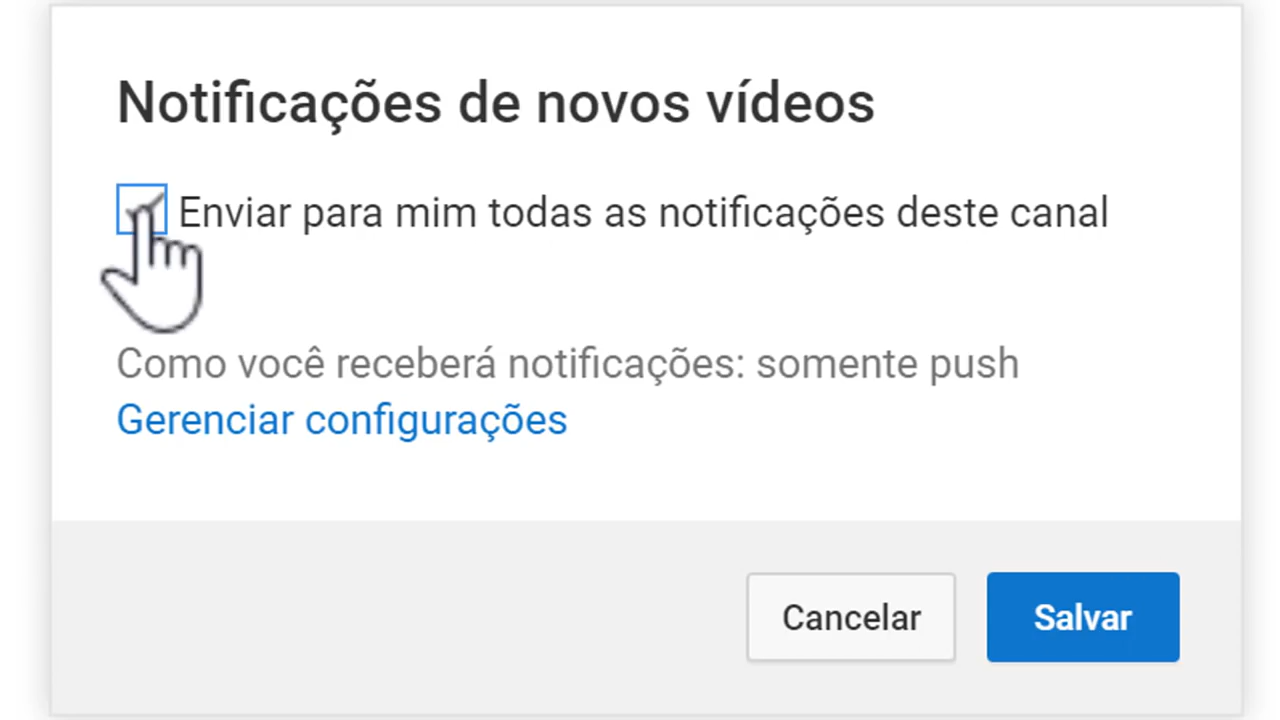 Notificações de novos vídeos
Enviar para mim todas as notificações deste canal
Como você receberá notificações: somente push
Gerenciar configurações
Cancelar
Salvar